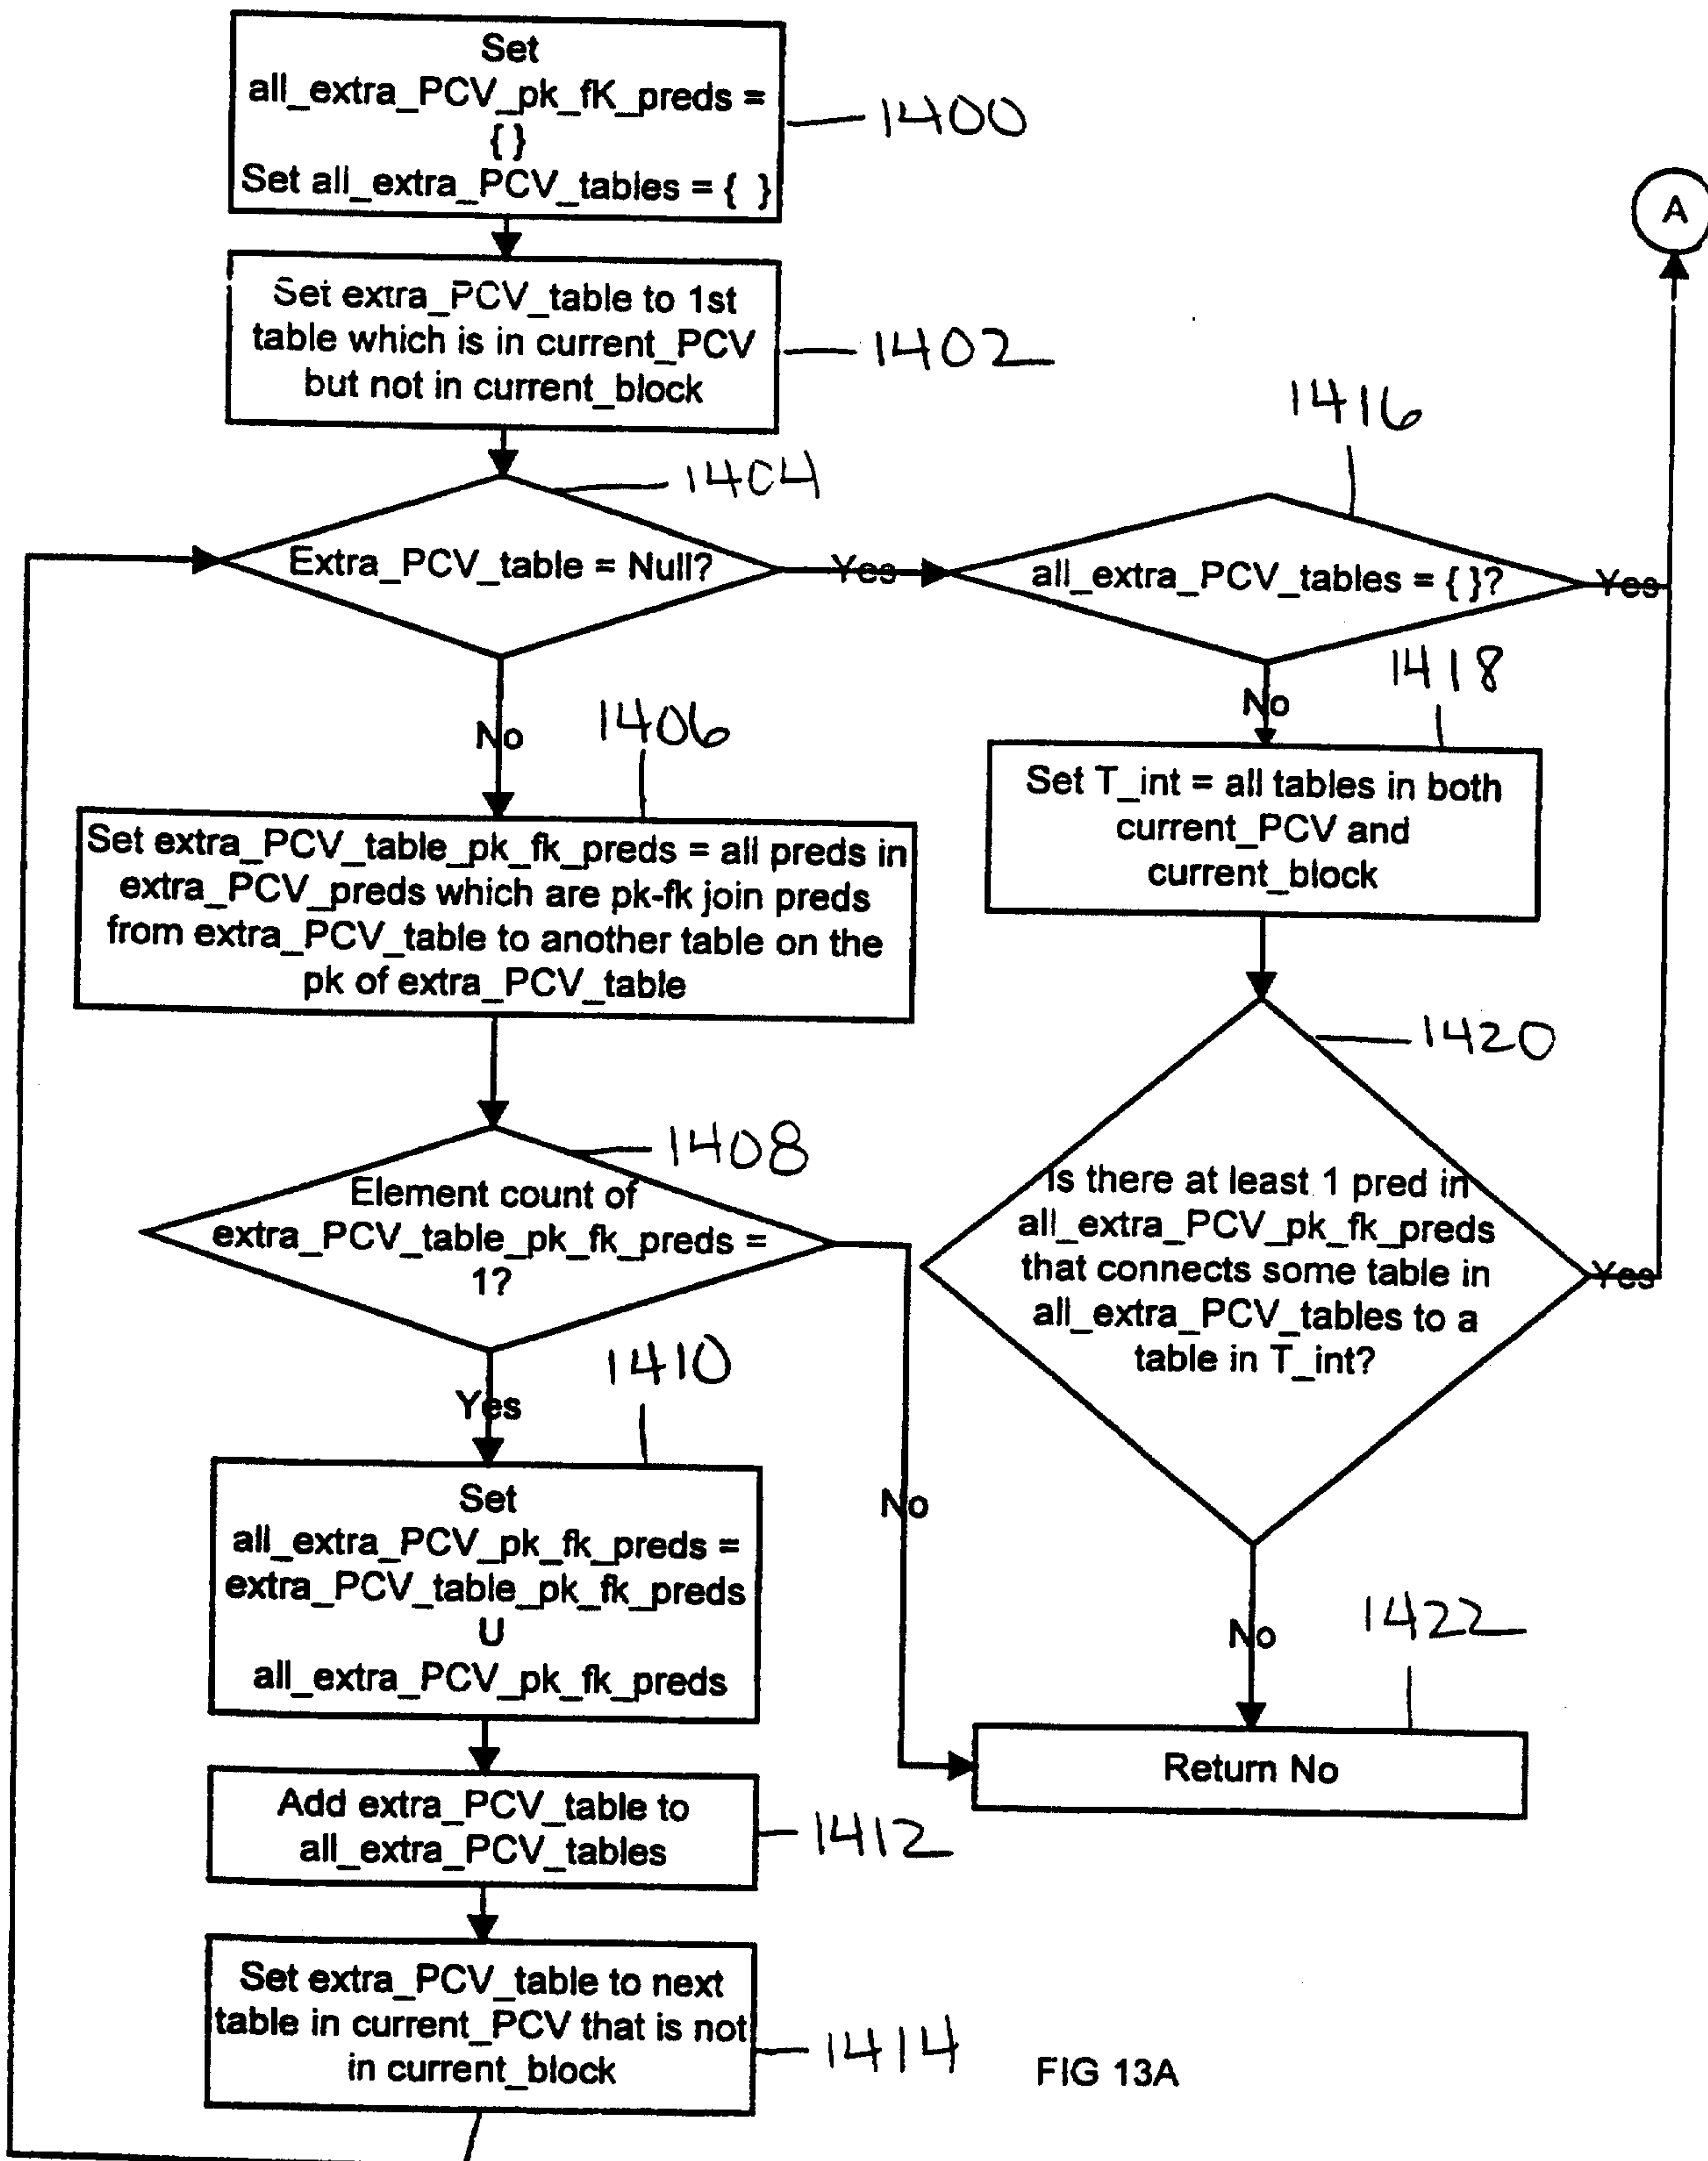 Set
all_extra_PCV_pk_fK_preds =
{}
Set all_extra_PCV_tables = { }
1400
A
Set extra_PCV_table to 1st
table which is in current_PCV
but not in current_block
1402
1404
Extra_PCV_table = Null?
Yes
1416
all_extra_PCV_tables = { }?
Yes
No
1406
Set extra_PCV_table_pk_fk_preds = all preds in
extra_PCV_preds which are pk-fk join preds
from extra_PCV_table to another table on the
pk of extra_PCV_table
No
1418
Set T_int = all tables in both
current_PCV and
current_block
1408
Element count of
extra_PCV_table_pk_fk_preds =
1?
1420
Is there at least 1 pred in
all_extra_PCV_pk_fk_preds
that connects some table in
all_extra_PCV_tables to a
table in T_int?
Yes
Yes
1410
Set
all_extra_PCV_pk_fk_preds =
extra_PCV_table_pk_fk_preds
U
all_extra_PCV_pk_fk_preds
No
No
1422
Return No
Add extra_PCV_table to
all_extra_PCV_tables
1412
Set extra_PCV_table to next
table in current_PCV that is not
in current_block
1414
FIG 13A